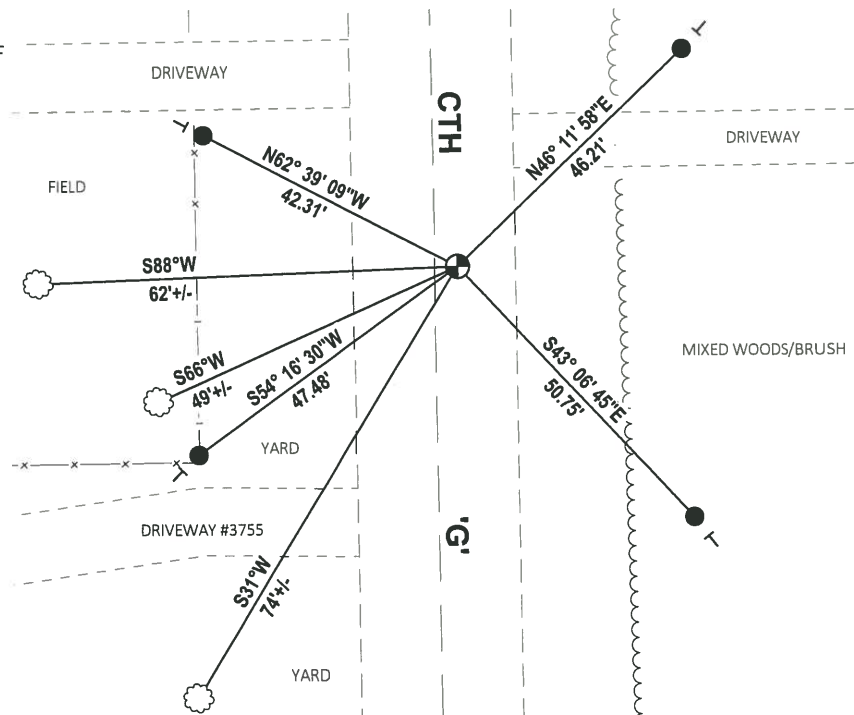 DRIVEWAY
CTH
N46° 11' 58"E
46.21'
DRIVEWAY
N62° 39' 09"W
42.31'
FIELD
S88°W
62'+/-
S66°W
49'+/-
S54° 16' 30"W
47.48'
S43° 06' 45"E
50.75'
MIXED WOODS/BRUSH
YARD
DRIVEWAY #3755
'G'
S31°W
74'+/-
YARD